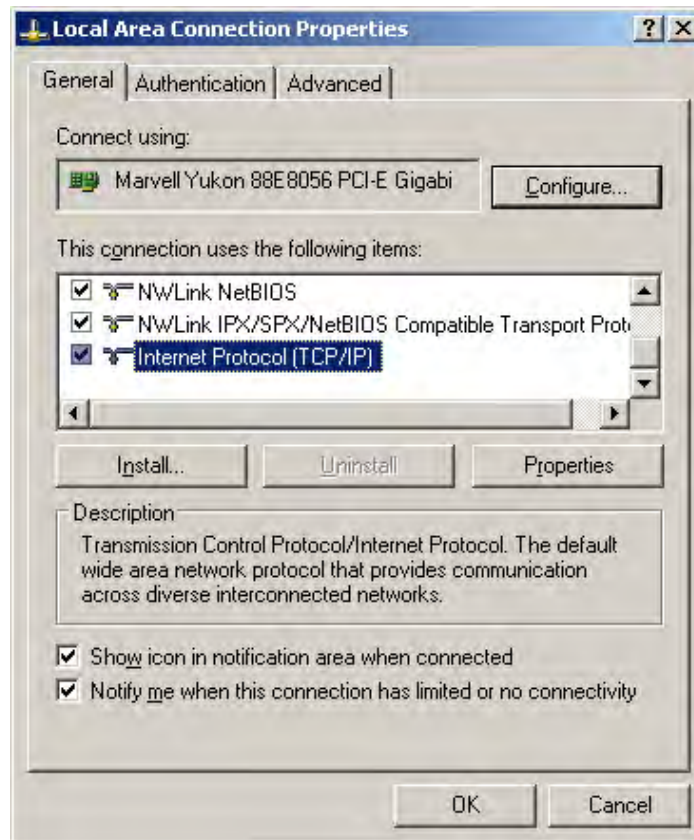 Local Area Connection Properties
General Authentication Advanced
Connect using:
Marvell Yukon 88E8056 PCI-E Gigabi
Configure...
This connection uses the following items:
NWLink NetBIOS
NWLink IPX/SPX/NetBIOS Compatible Transport Proto
Internet Protocol (TCP/IP)
Install... Uninstall Properties
Description
Transmission Control Protocol/Internet Protocol. The default
wide area network protocol that provides communication
across diverse interconnected networks.
Show icon in notification area when connected
Notify me when this connection has limited or no connectivity
OK Cancel